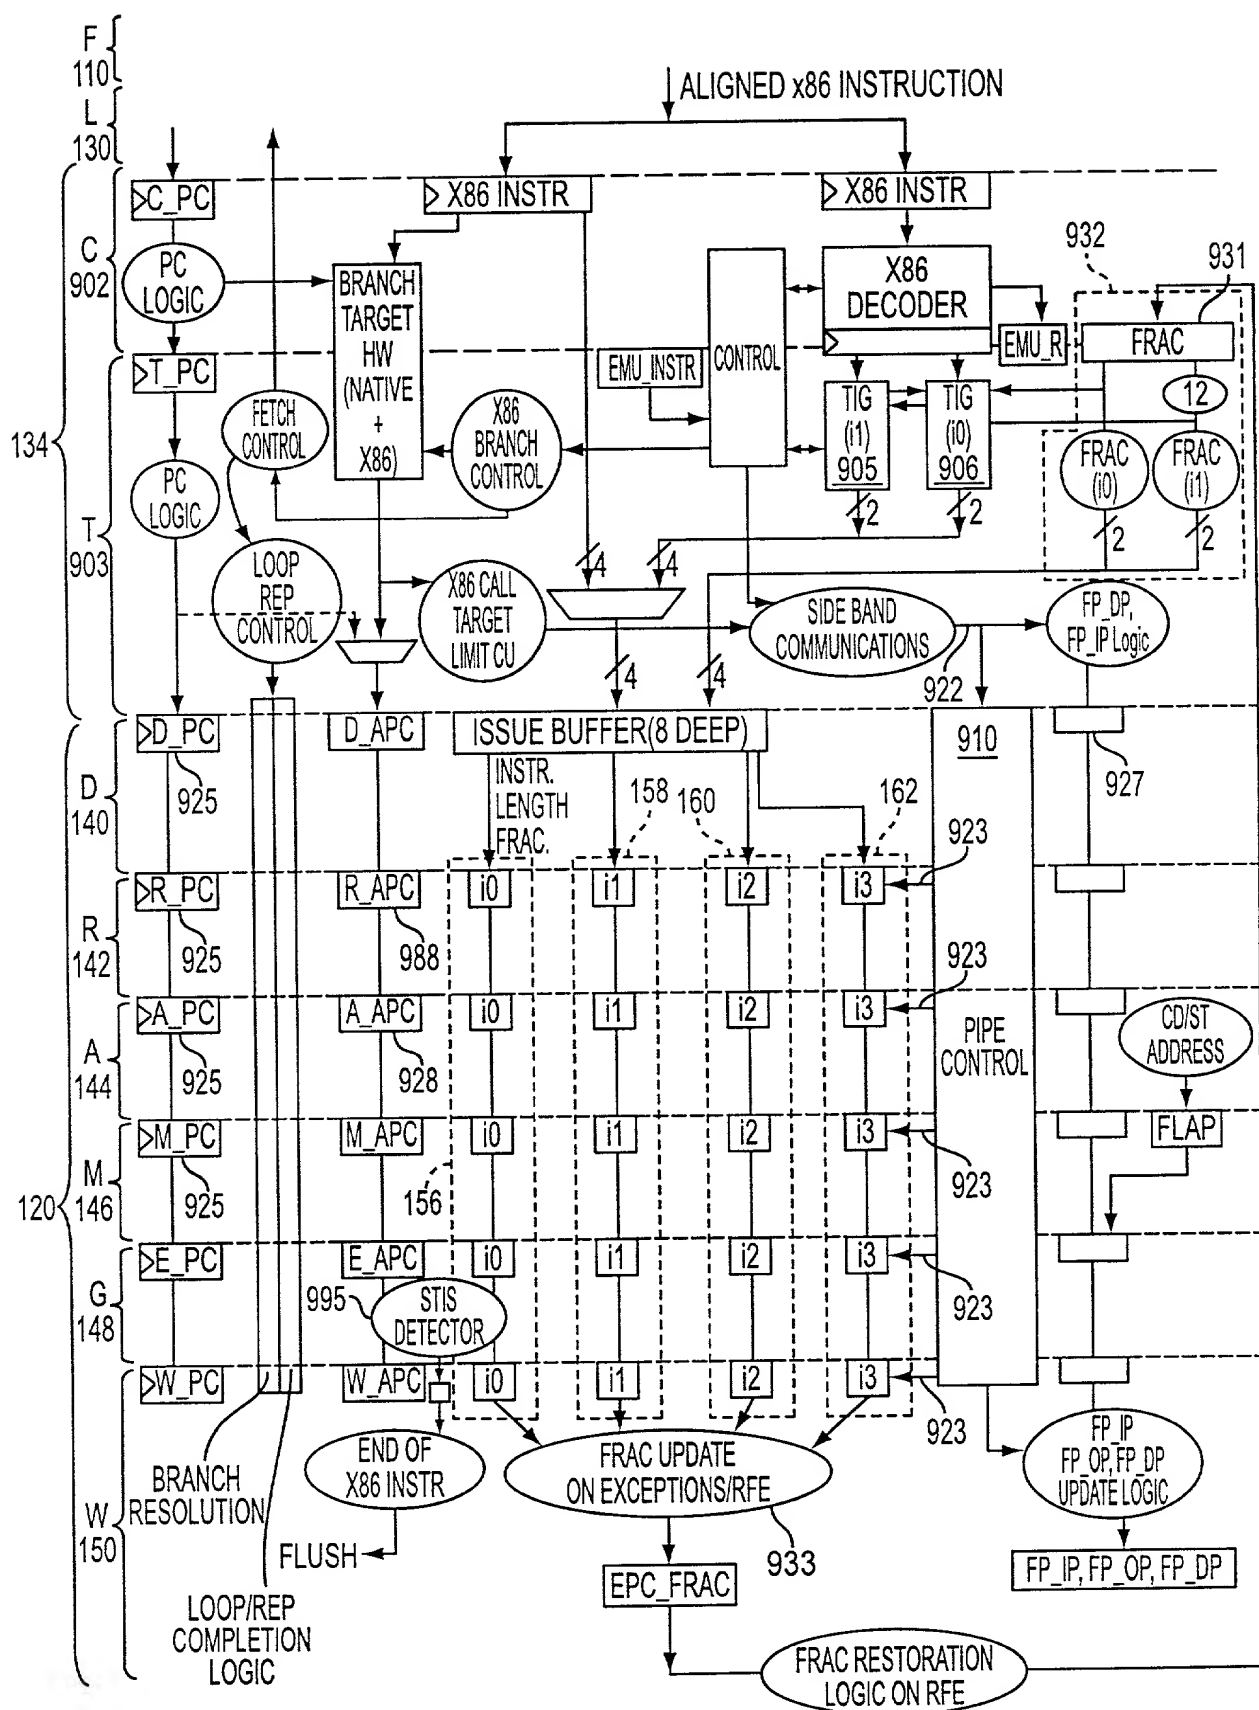 F
110
ALIGNED x86 INSTRUCTION
L
130
C_PC
X86 INSTR
X86 INSTR
932
931
C
902
PC
LOGIC
BRANCH
TARGET
HW
(NATIVE
+
X86)
CONTROL
X86
DECODER
EMU_R
FRAC
T_PC
EMU_INSTR
12
134
FETCH
CONTROL
X86
BRANCH
CONTROL
TIG
(i1)
905
TIG
(i0)
906
FRAC
(i0)
FRAC
(i1)
PC
LOGIC
2
2
2
2
T
903
LOOP
REP
CONTROL
4
4
X86 CALL
TARGET
LIMIT CU
SIDE BAND
COMMUNICATIONS
FP_DP,
FP_IP Logic
4
4
922
D_PC
D_APC
ISSUE BUFFER(8 DEEP)
910
925
927
D
140
INSTR.
LENGTH
FRAC.
158
160
162
923
R_PC
R_APC
i0
i1
i2
i3
925
988
R
142
923
A_PC
A_APC
i0
i1
i2
i3
PIPE
CONTROL
CD/ST
ADDRESS
925
928
A
144
M_PC
M_APC
i0
i1
i2
i3
FLAP
923
M
146
925
156
120
E_PC
E_APC
i0
i1
i2
i3
923
G
148
995
STIS
DETECTOR
W_PC
W_APC
i0
i1
i2
i3
923
BRANCH
RESOLUTION
END OF
X86 INSTR
FRAC UPDATE
ON EXCEPTIONS/RFE
FP_IP
FP_OP, FP_DP
UPDATE LOGIC
W
150
FLUSH
933
EPC_FRAC
FP_IP, FP_OP, FP_DP
LOOP/REP
COMPLETION
LOGIC
FRAC RESTORATION
LOGIC ON RFE